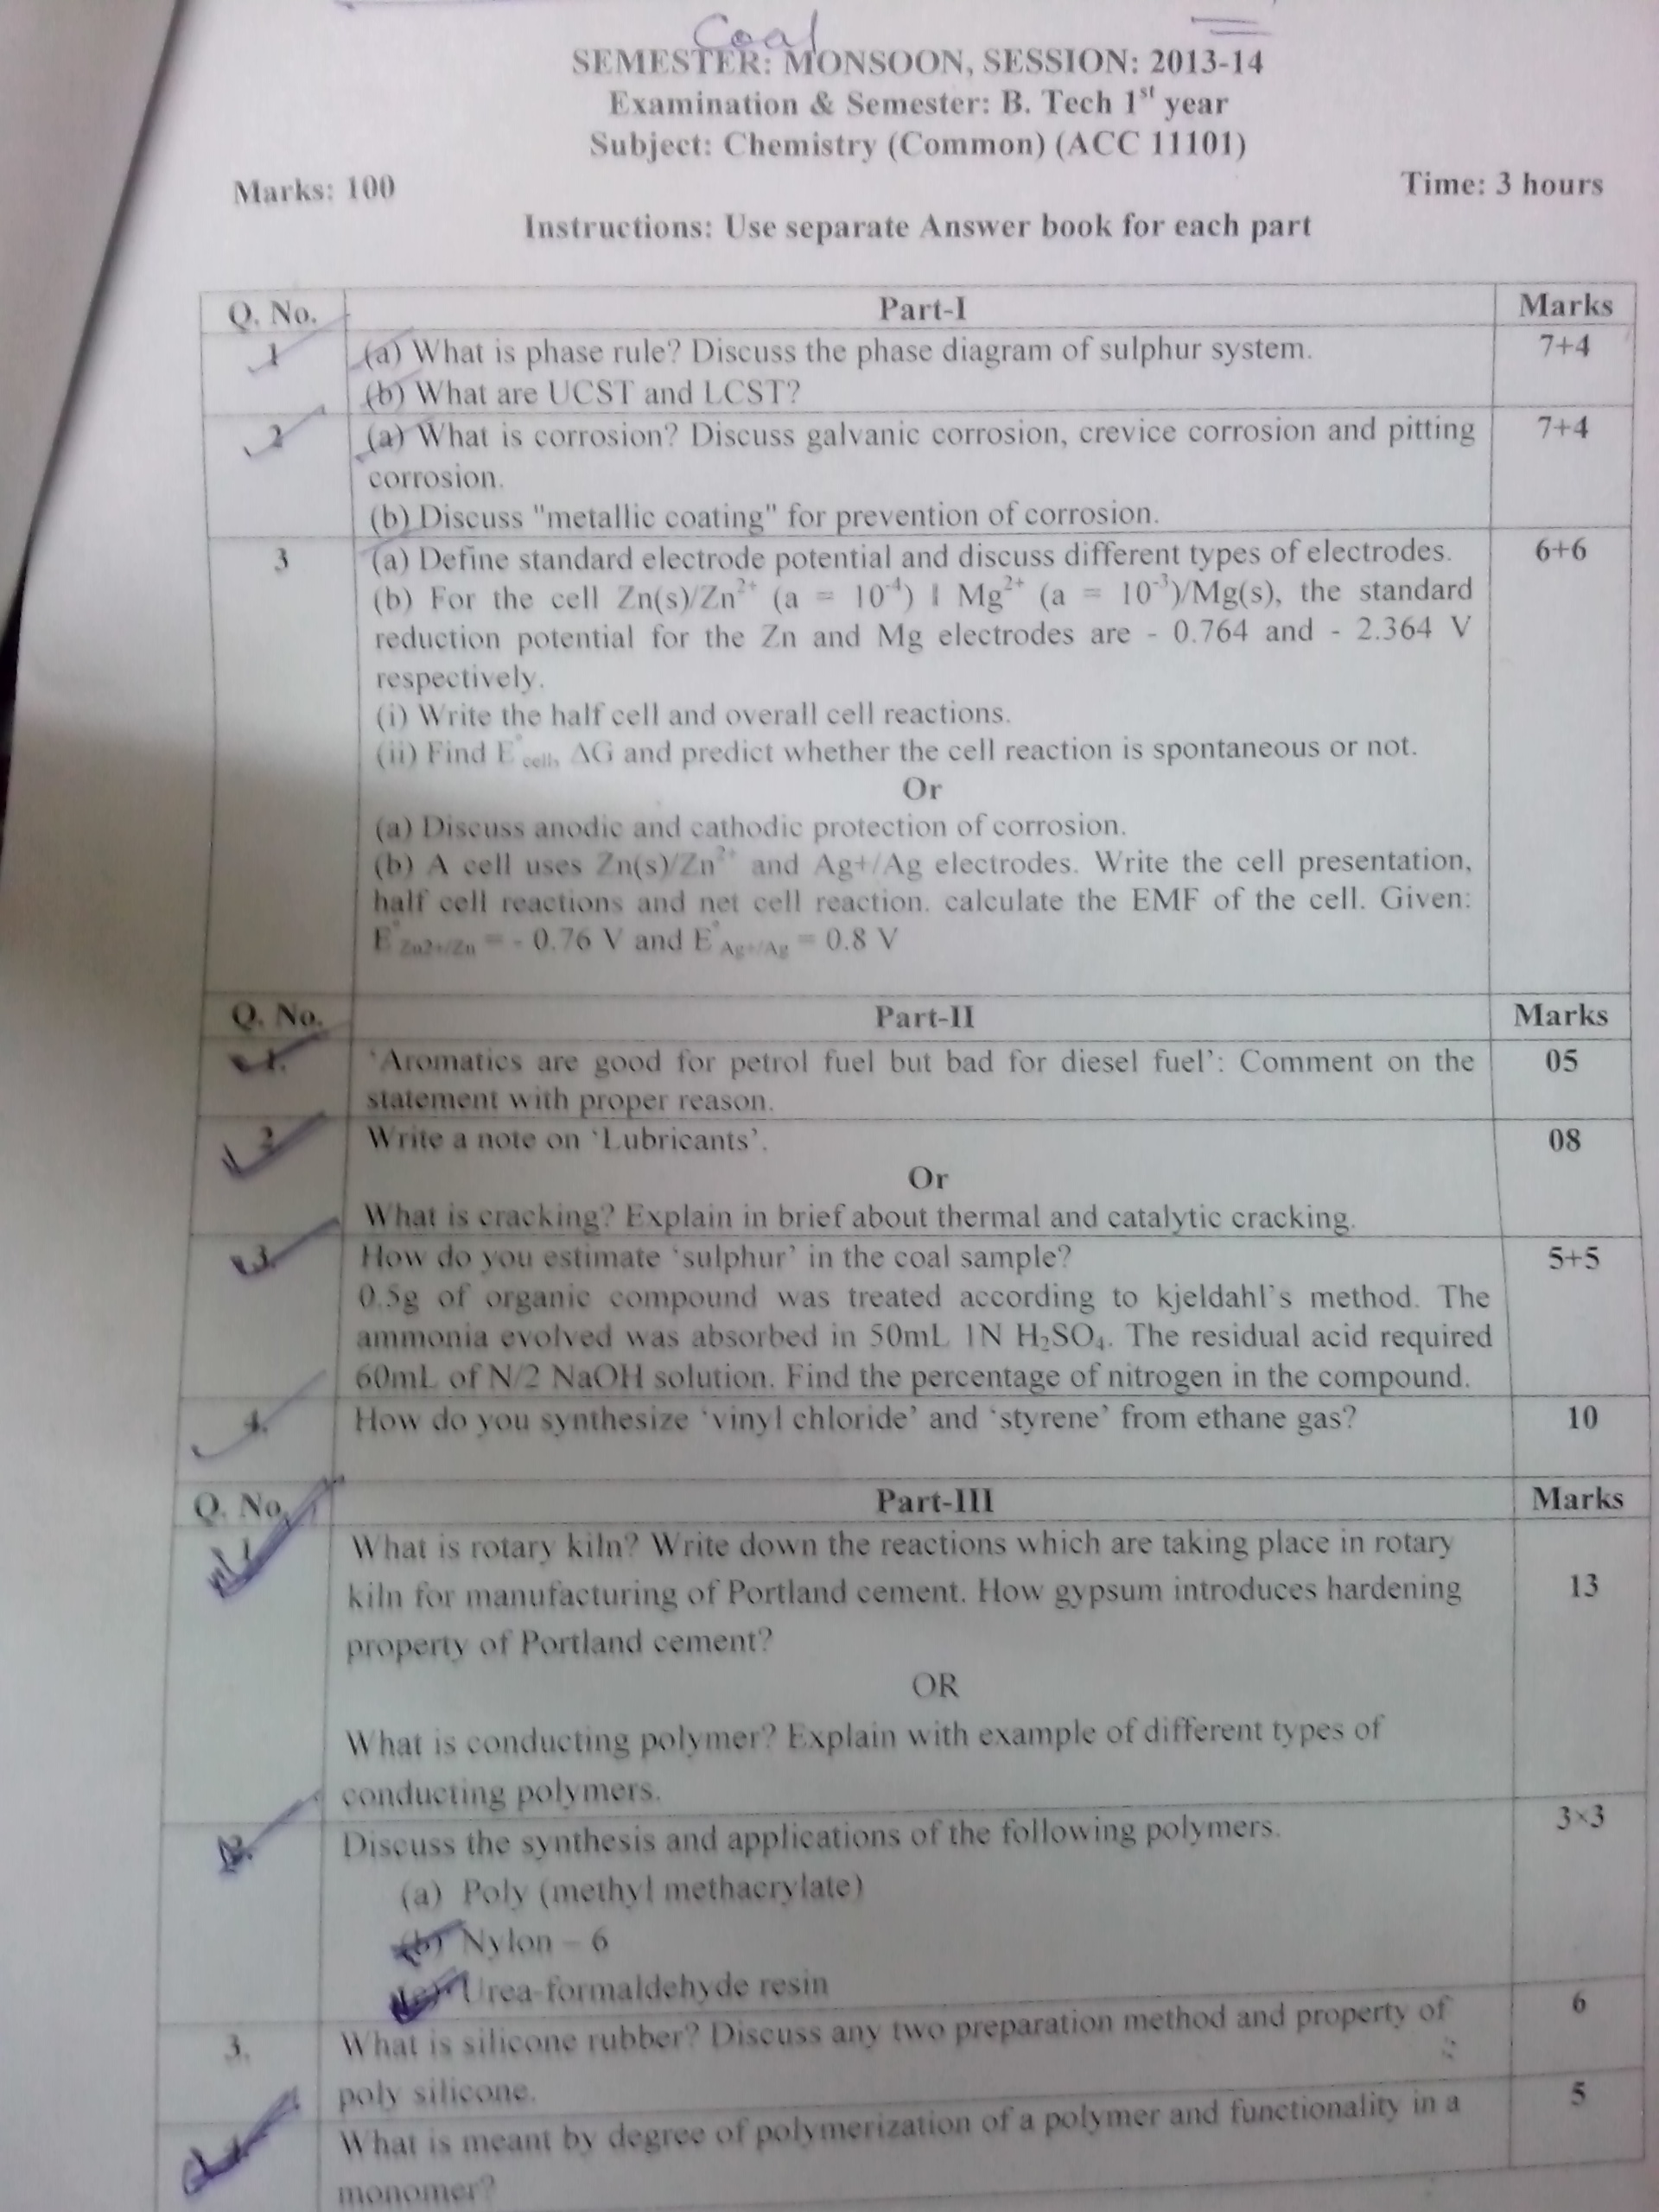 Coal
SEMESTER: MONSOON, SESSION: 2013-14
Examination & Semester: B. Tech 1st year
Subject: Chemistry (Common) (ACC 11101)
Marks: 100 Time: 3 hours
Instructions: Use separate Answer book for each part
Q. No. Part-I Marks
1 (a) What is phase rule? Discuss the phase diagram of sulphur system. 7+4
(b) What are UCST and LCST?
2 (a) What is corrosion? Discuss galvanic corrosion, crevice corrosion and pitting 7+4
corrosion.
(b) Discuss "metallic coating" for prevention of corrosion.
3 (a) Define standard electrode potential and discuss different types of electrodes. 6+6
(b) For the cell Zn(s)/Zn²⁺ (a = 10⁻⁴) ‖ Mg²⁺ (a = 10⁻³)/Mg(s), the standard
reduction potential for the Zn and Mg electrodes are - 0.764 and - 2.364 V
respectively.
(i) Write the half cell and overall cell reactions.
(ii) Find E°cell, ΔG and predict whether the cell reaction is spontaneous or not.
Or
(a) Discuss anodic and cathodic protection of corrosion.
(b) A cell uses Zn(s)/Zn²⁺ and Ag+/Ag electrodes. Write the cell presentation,
half cell reactions and net cell reaction. calculate the EMF of the cell. Given:
E°Zn2+/Zn = - 0.76 V and E°Ag+/Ag = 0.8 V
Q. No. Part-II Marks
1. ‘Aromatics are good for petrol fuel but bad for diesel fuel’: Comment on the 05
statement with proper reason.
2 Write a note on ‘Lubricants’. 08
Or
What is cracking? Explain in brief about thermal and catalytic cracking.
3. How do you estimate ‘sulphur’ in the coal sample? 5+5
0.5g of organic compound was treated according to kjeldahl’s method. The
ammonia evolved was absorbed in 50mL 1N H₂SO₄. The residual acid required
60mL of N/2 NaOH solution. Find the percentage of nitrogen in the compound.
4. How do you synthesize ‘vinyl chloride’ and ‘styrene’ from ethane gas? 10
Q. No. Part-III Marks
1 What is rotary kiln? Write down the reactions which are taking place in rotary
kiln for manufacturing of Portland cement. How gypsum introduces hardening 13
property of Portland cement?
OR
What is conducting polymer? Explain with example of different types of
conducting polymers.
2. Discuss the synthesis and applications of the following polymers. 3×3
(a) Poly (methyl methacrylate)
(b) Nylon – 6
(c) Urea-formaldehyde resin
3. What is silicone rubber? Discuss any two preparation method and property of 6
poly silicone.
4. What is meant by degree of polymerization of a polymer and functionality in a 5
monomer?